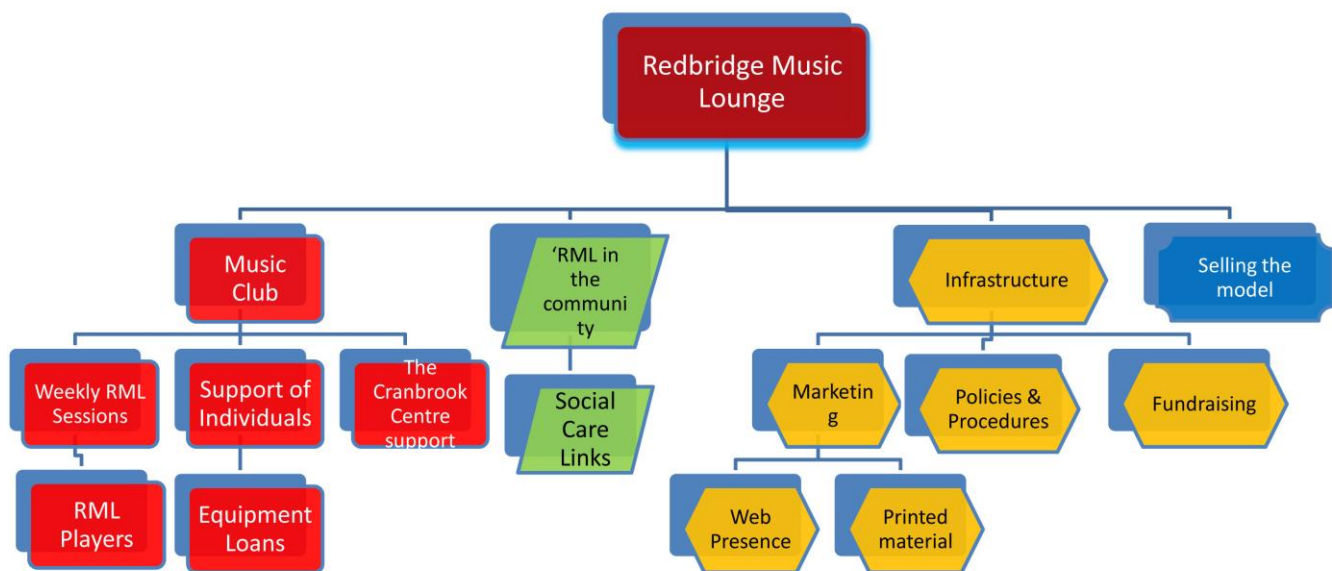 Redbridge Music
Lounge
Music
Club
‘RML in
the
communi
ty
Infrastructure
Selling the
model
Weekly RML
Sessions
Support of
Individuals
The
Cranbrook
Centre
support
Social
Care
Links
Marketin
g
Policies &
Procedures
Fundraising
RML
Players
Equipment
Loans
Web
Presence
Printed
material